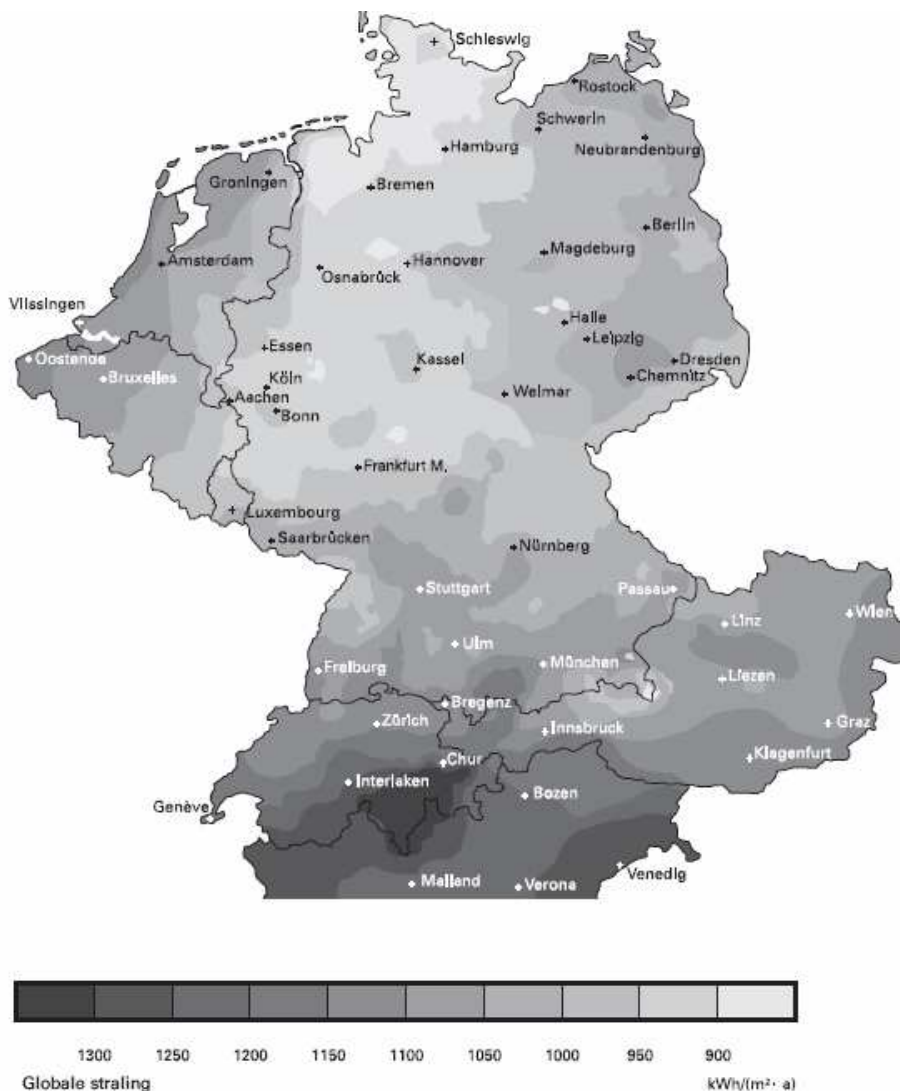 Schleswig
Rostock
Schwerin
Hamburg
Neubrandenburg
Groningen
Bremen
Berlin
Magdeburg
Amsterdam
Hannover
Osnabrück
Vlissingen
Halle
Essen
Leipzig
Oostende
Kassel
Dresden
Bruxelles
Köln
Chemnitz
Aachen
Weimar
Bonn
Frankfurt M.
Luxembourg
Saarbrücken
Nürnberg
Stuttgart
Passau
Wien
Linz
Ulm
Freiburg
München
Liezen
Bregenz
Zürich
Innsbruck
Graz
Chur
Klagenfurt
Interlaken
Bozen
Genève
Venedig
Mailand
Verona
1300 1250 1200 1150 1100 1050 1000 950 900
Globale straling kWh/(m²· a)